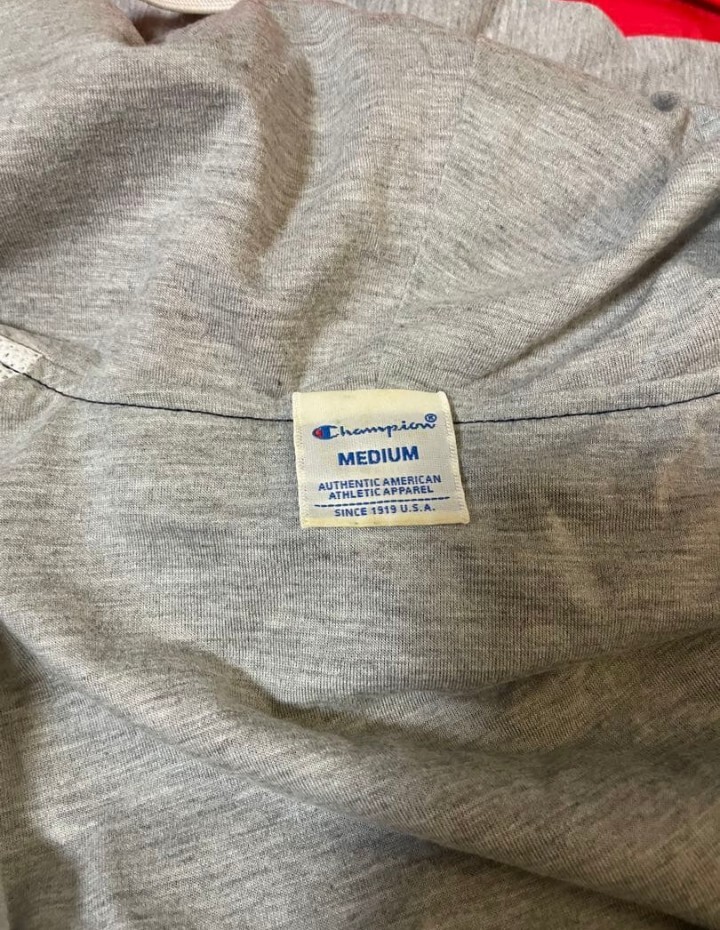 Champion®
MEDIUM
AUTHENTIC AMERICAN
ATHLETIC APPAREL
SINCE 1919 U.S.A.